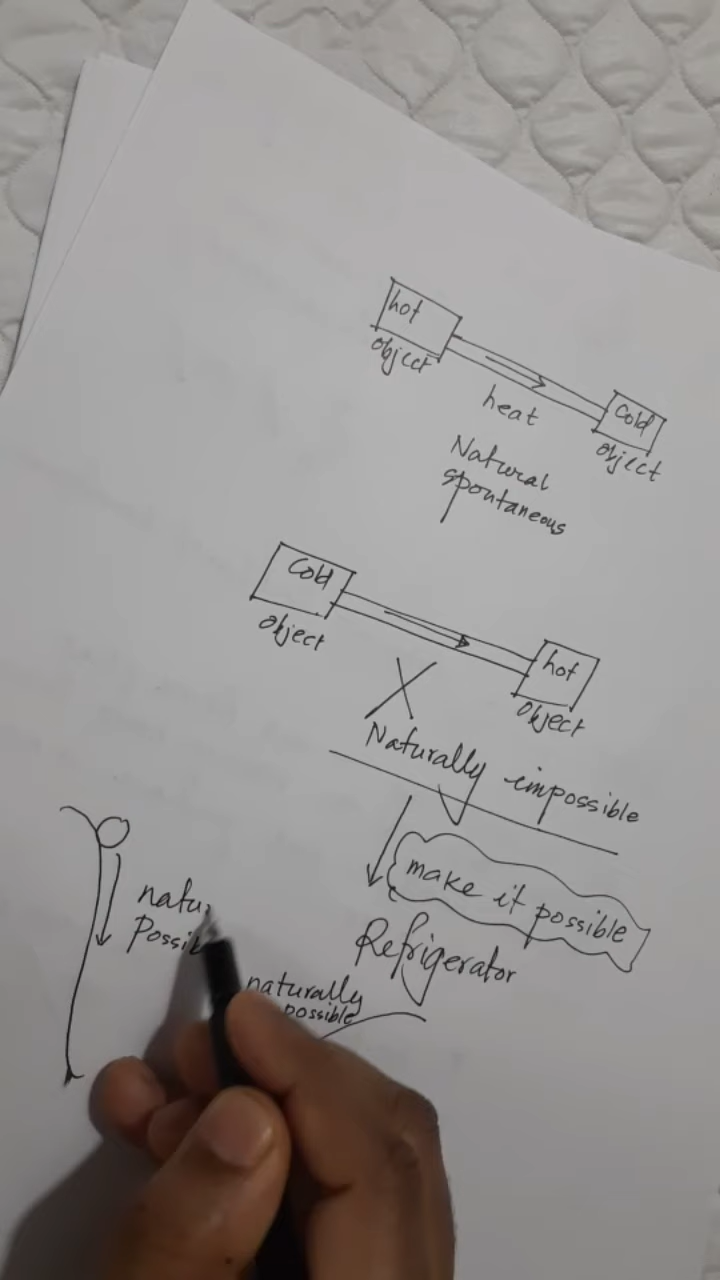 hot
object
heat
Cold
object
Natural
spontaneous
Cold
object
hot
object
Naturally impossible
make it possible
Refrigerator
naturally
possible